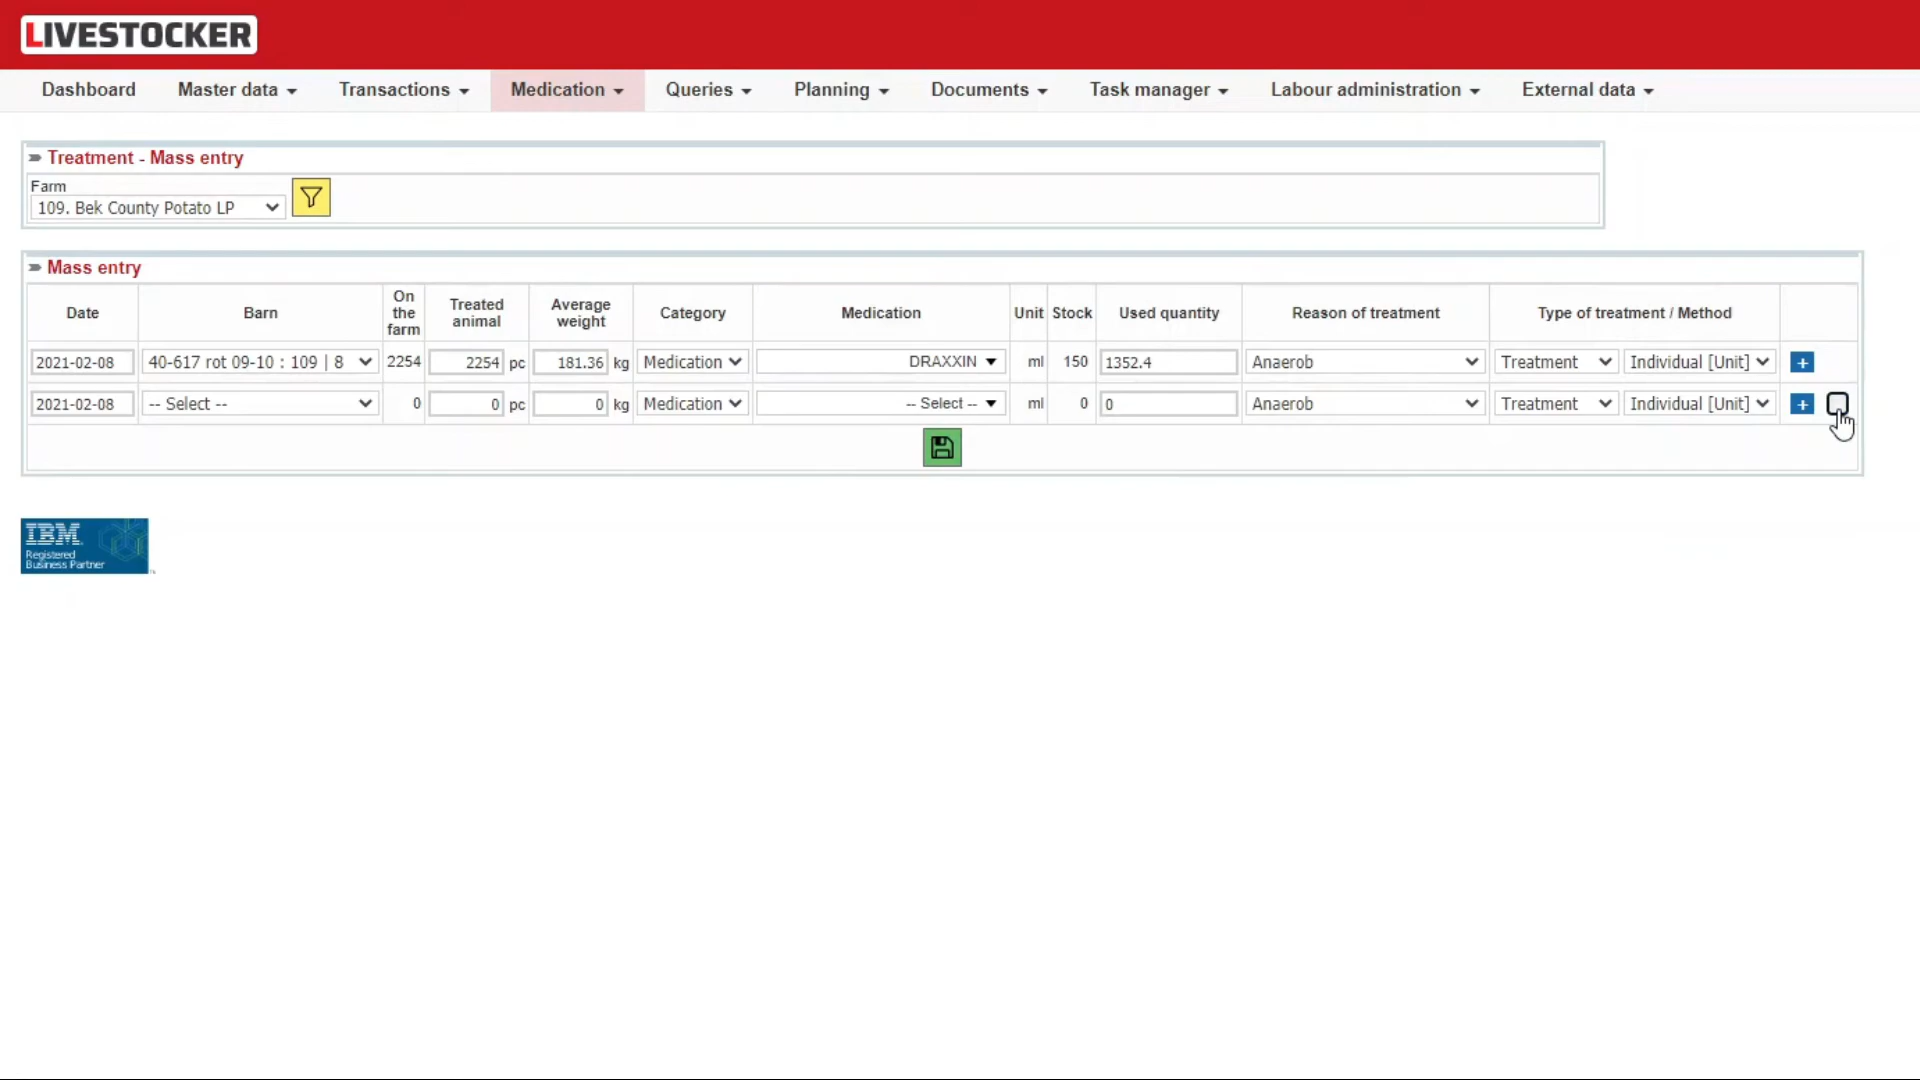 LIVESTOCKER
Dashboard Master data Transactions Medication Queries Planning Documents Task manager Labour administration External data
Treatment - Mass entry
Farm
109. Bek County Potato LP
Mass entry
Date Barn On the farm Treated animal Average weight Category Medication Unit Stock Used quantity Reason of treatment Type of treatment / Method
2021-02-08 40-617 rot 09-10 : 109 | 8 2254 2254 pc 181.36 kg Medication DRAXXIN ml 150 1352.4 Anaerob Treatment Individual [Unit] +
2021-02-08 -- Select -- 0 0 pc 0 kg Medication -- Select -- ml 0 0 Anaerob Treatment Individual [Unit] +
IBM
Registered
Business Partner